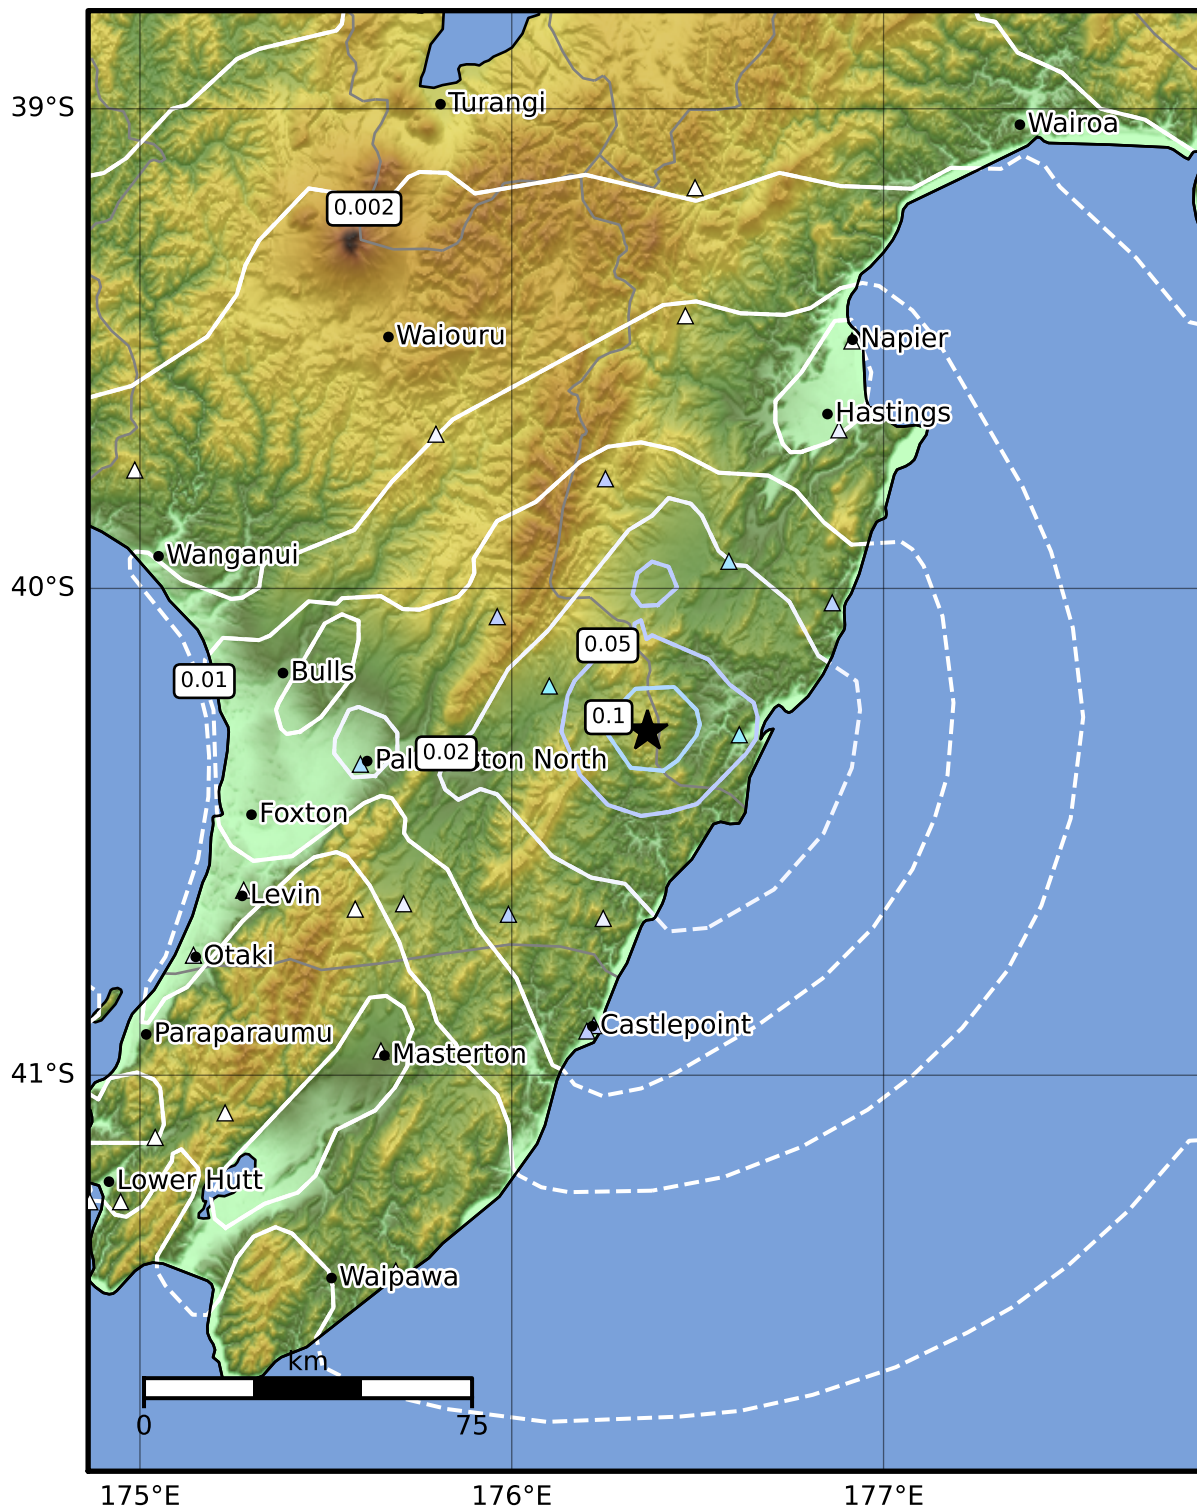 39°S
Turangi
Wairoa
0.002
Waiouru
Napier
Hastings
Wanganui
40°S
0.05
Bulls
0.01
0.1
0.02
North
Foxton
Levin
Otaki
Castlepoint
Paraparaumu
Masterton
41°S
Lower Hutt
Waipawa
km
0
75
175°E
176°E
177°E